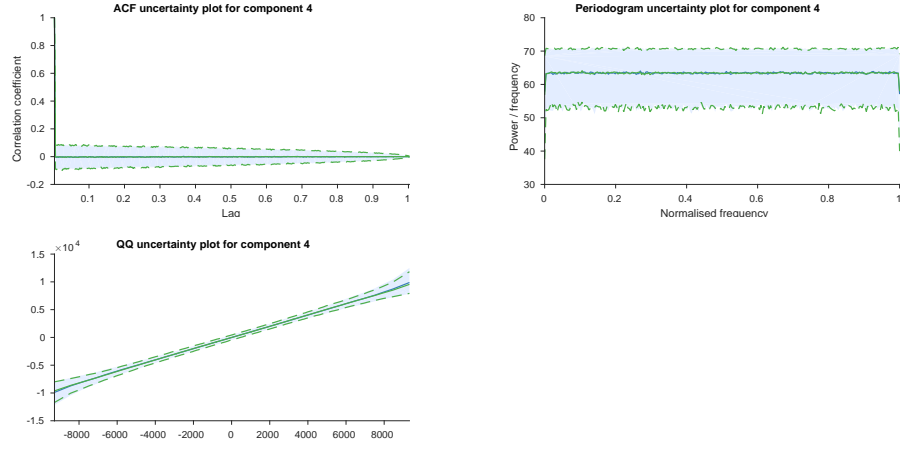 ACF uncertainty plot for component 4
1
0.8
0.6
0.4
0.2
0
-0.2
Correlation coefficient
0.1 0.2 0.3 0.4 0.5 0.6 0.7 0.8 0.9 1
Lag
Periodogram uncertainty plot for component 4
80
70
60
50
40
30
Power / frequency
0 0.2 0.4 0.6 0.8 1
Normalised frequency
QQ uncertainty plot for component 4
×10 4
1.5
1
0.5
0
-0.5
-1
-1.5
-8000 -6000 -4000 -2000 0 2000 4000 6000 8000